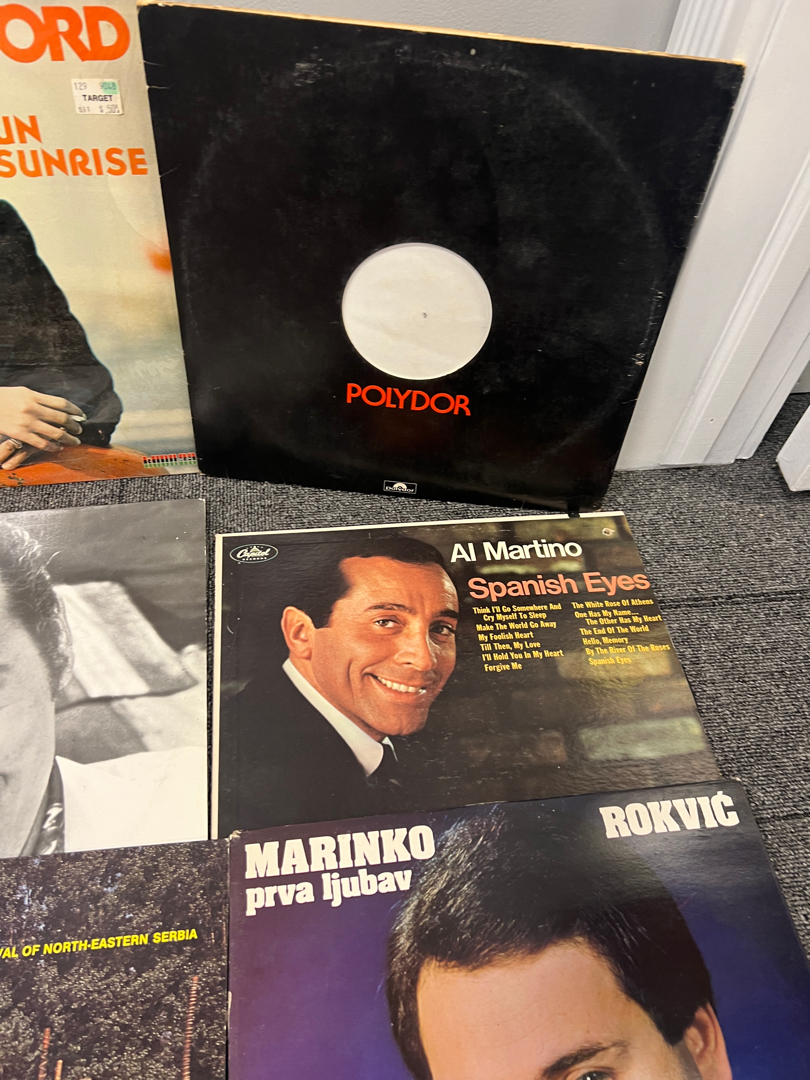 ORD
129 9048
TARGET
$.50
UN
SUNRISE
POLYDOR
Polydor
Capitol
RECORDS
Al Martino
Spanish Eyes
Think I'll Go Somewhere And
Cry Myself To Sleep
Make The World Go Away
My Foolish Heart
Till Then, My Love
I'll Hold You In My Heart
Forgive Me
The White Rose Of Athens
One Has My Name...
The Other Has My Heart
The End Of The World
Hello, Memory
By The River Of The Roses
Spanish Eyes
VAL OF NORTH-EASTERN SERBIA
MARINKO
ROKVIĆ
prva ljubav